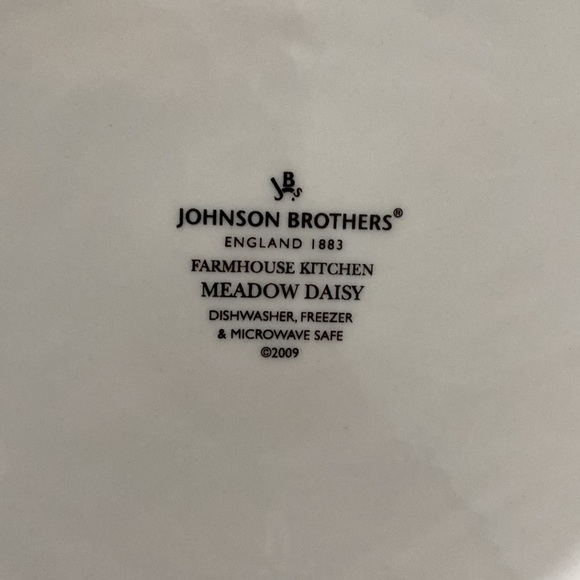 JBs.
JOHNSON BROTHERS®
ENGLAND 1883
FARMHOUSE KITCHEN
MEADOW DAISY
DISHWASHER, FREEZER
& MICROWAVE SAFE
©2009